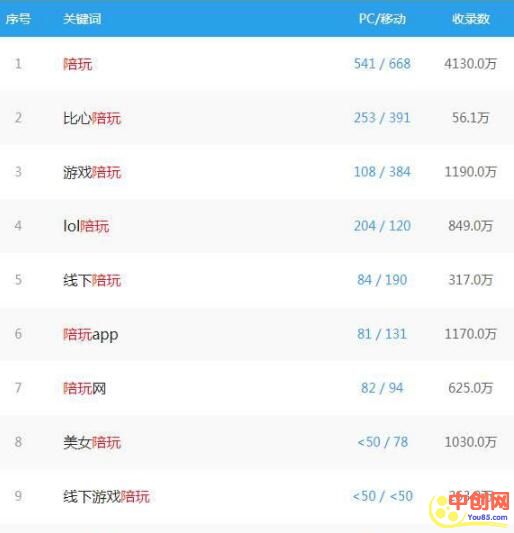 序号 关键词 PC/移动 收录数
1 陪玩 541 / 668 4130.0万
2 比心陪玩 253 / 391 56.1万
3 游戏陪玩 108 / 384 1190.0万
4 lol陪玩 204 / 120 849.0万
5 线下陪玩 84 / 190 317.0万
6 陪玩app 81 / 131 1170.0万
7 陪玩网 82 / 94 625.0万
8 美女陪玩 <50 / 78 1030.0万
9 线下游戏陪玩 <50 / <50
中创网
You85.com